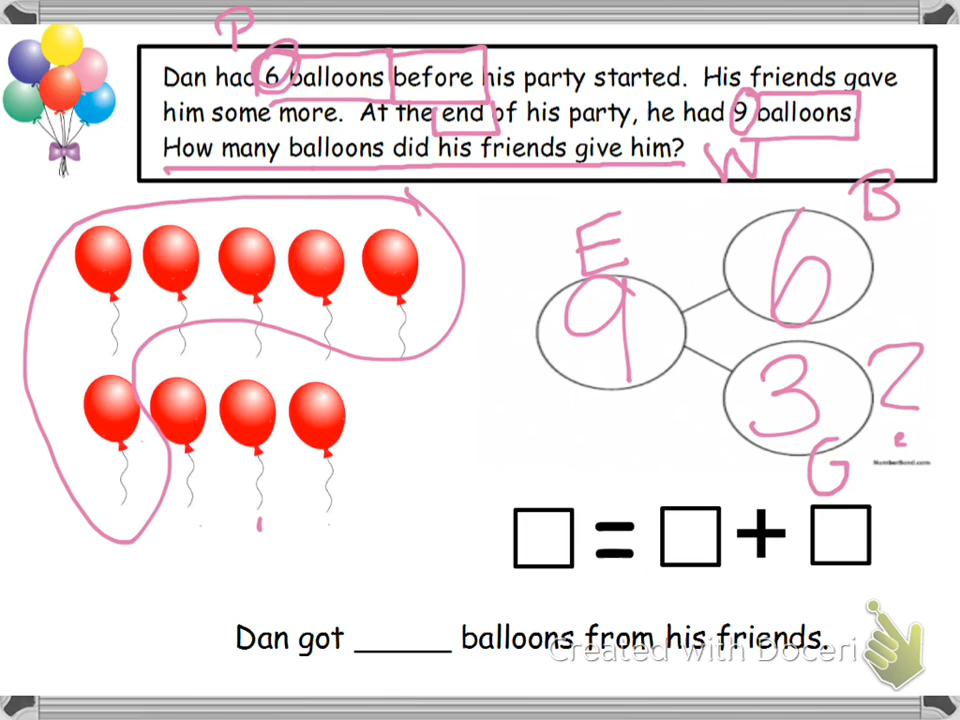 P
Dan had 6 balloons before his party started. His friends gave
him some more. At the end of his party, he had 9 balloons.
How many balloons did his friends give him?
W
B
E
6
9
3 ?
G
NumberBond.com
= +
Dan got _____ balloons from his friends.
Created with Doceri